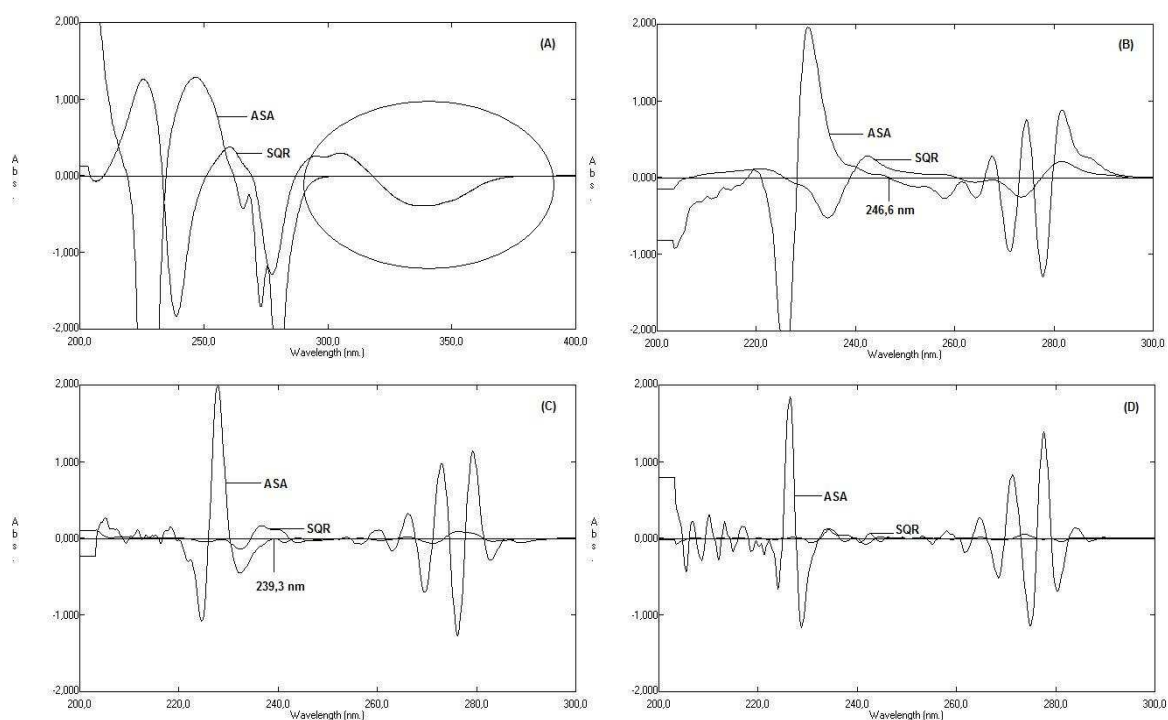 2,000
1,000
0,000
-1,000
-2,000
A
b
s
.
200,0
250,0
300,0
350,0
400,0
Wavelength (nm.)
ASA
SQR
(A)
2,000
1,000
0,000
-1,000
-2,000
A
b
s
.
200,0
220,0
240,0
260,0
280,0
300,0
Wavelength (nm.)
ASA
SQR
246,6 nm
(B)
2,000
1,000
0,000
-1,000
-2,000
A
b
s
.
200,0
220,0
240,0
260,0
280,0
300,0
Wavelength (nm.)
ASA
SQR
239,3 nm
(C)
2,000
1,000
0,000
-1,000
-2,000
A
b
s
.
200,0
220,0
240,0
260,0
280,0
300,0
Wavelength (nm.)
ASA
SQR
(D)